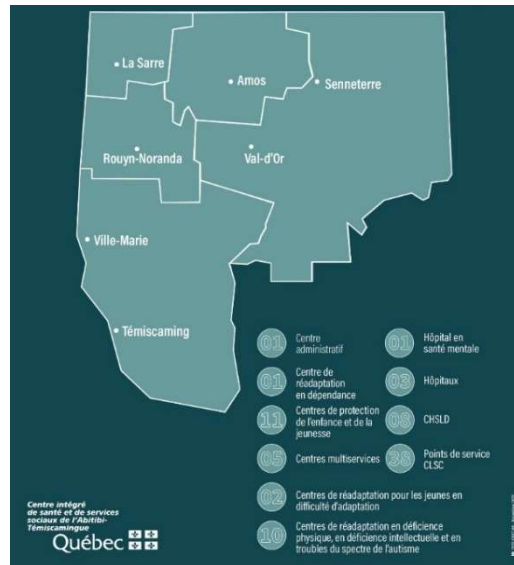 La Sarre
Amos
Senneterre
Rouyn-Noranda
Val-d'Or
Ville-Marie
Témiscaming
01 Centre
administratif
01 Hôpital en
santé mentale
01 Centre de
réadaptation
en dépendance
03 Hôpitaux
11 Centres de protection
de l'enfance et de la
jeunesse
08 CHSLD
05 Centres multiservices
Points de service
CLSC
02 Centres de réadaptation pour les jeunes en
difficulté d'adaptation
10 Centres de réadaptation en déficience
physique, en déficience intellectuelle et en
troubles du spectre de l'autisme
Centre intégré
de santé et de services
sociaux de l'Abitibi-
Témiscamingue
Québec